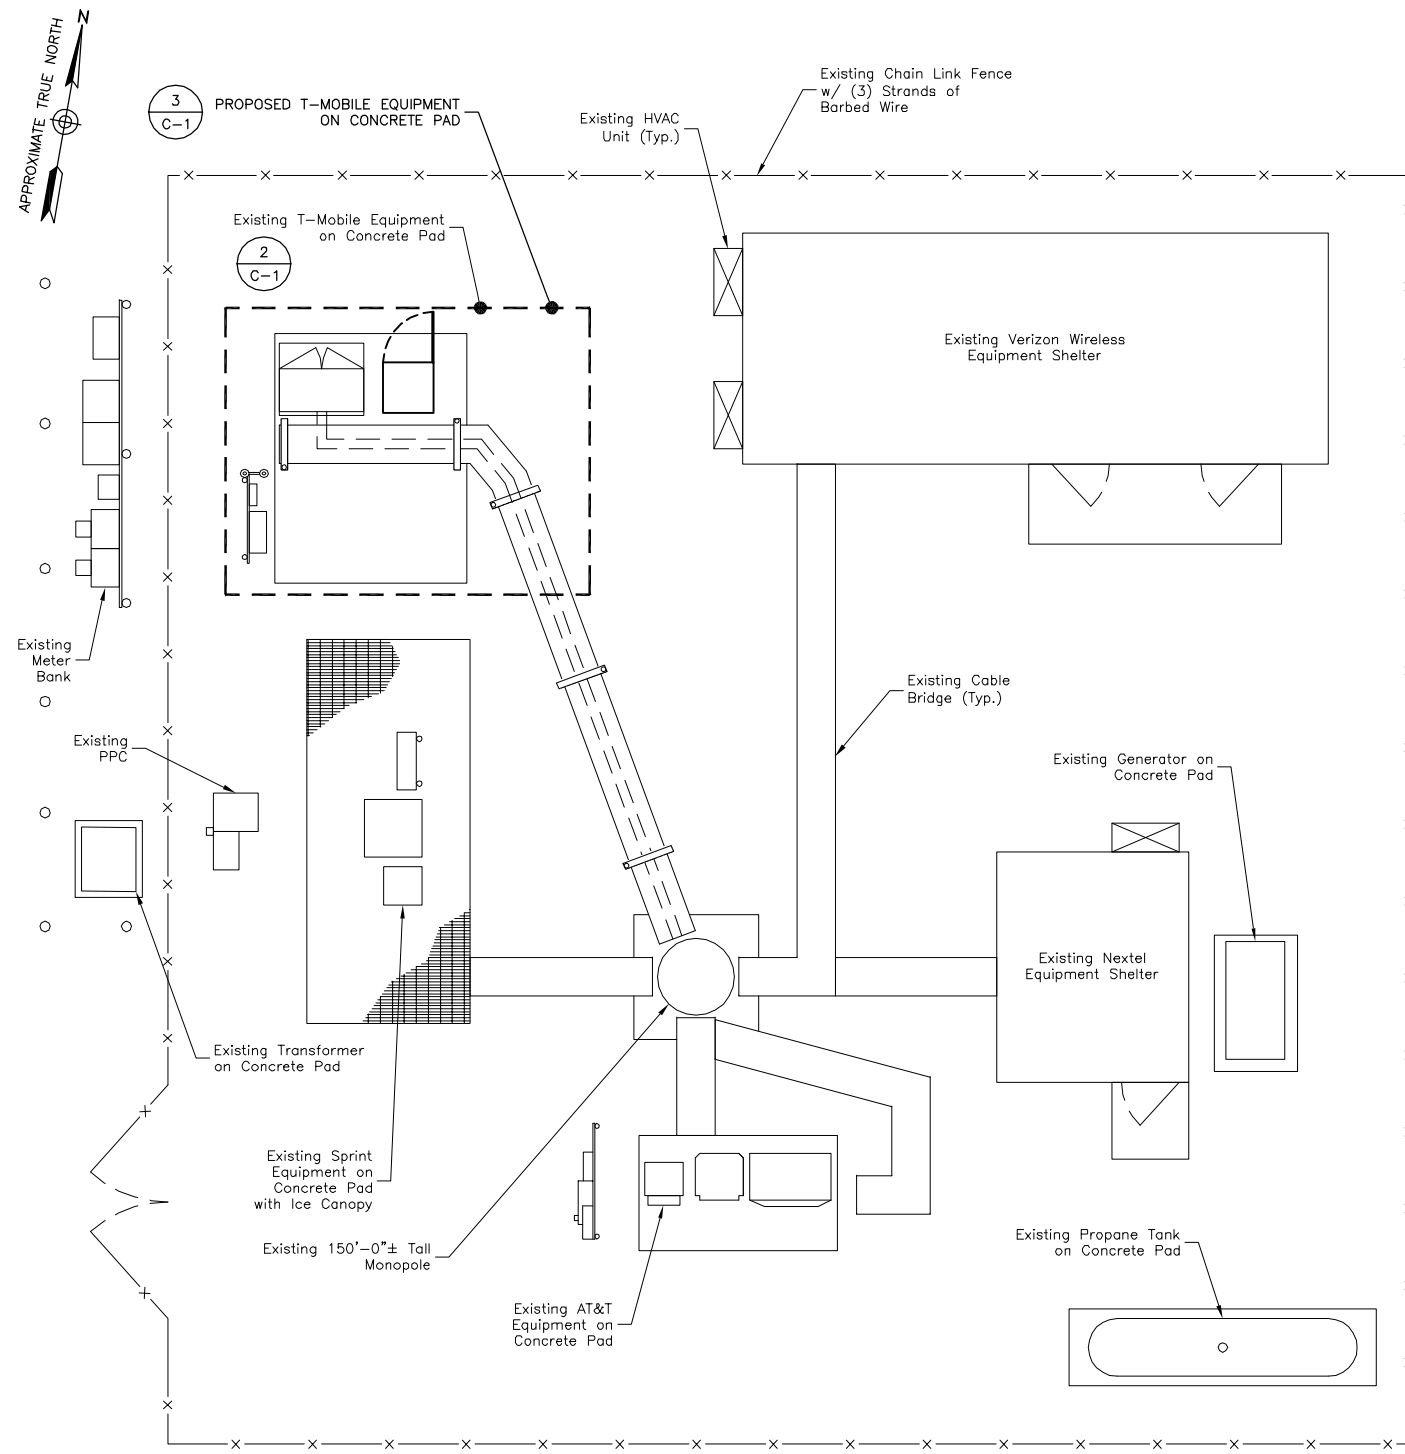 N
APPROXIMATE TRUE NORTH
3
C-1
PROPOSED T-MOBILE EQUIPMENT
ON CONCRETE PAD
Existing Chain Link Fence
w/ (3) Strands of
Barbed Wire
Existing HVAC
Unit (Typ.)
Existing T-Mobile Equipment
on Concrete Pad
2
C-1
Existing Verizon Wireless
Equipment Shelter
Existing
Meter
Bank
Existing Cable
Bridge (Typ.)
Existing
PPC
Existing Generator on
Concrete Pad
Existing Nextel
Equipment Shelter
Existing Transformer
on Concrete Pad
Existing Sprint
Equipment on
Concrete Pad
with Ice Canopy
Existing 150'-0"± Tall
Monopole
Existing Propane Tank
on Concrete Pad
Existing AT&T
Equipment on
Concrete Pad